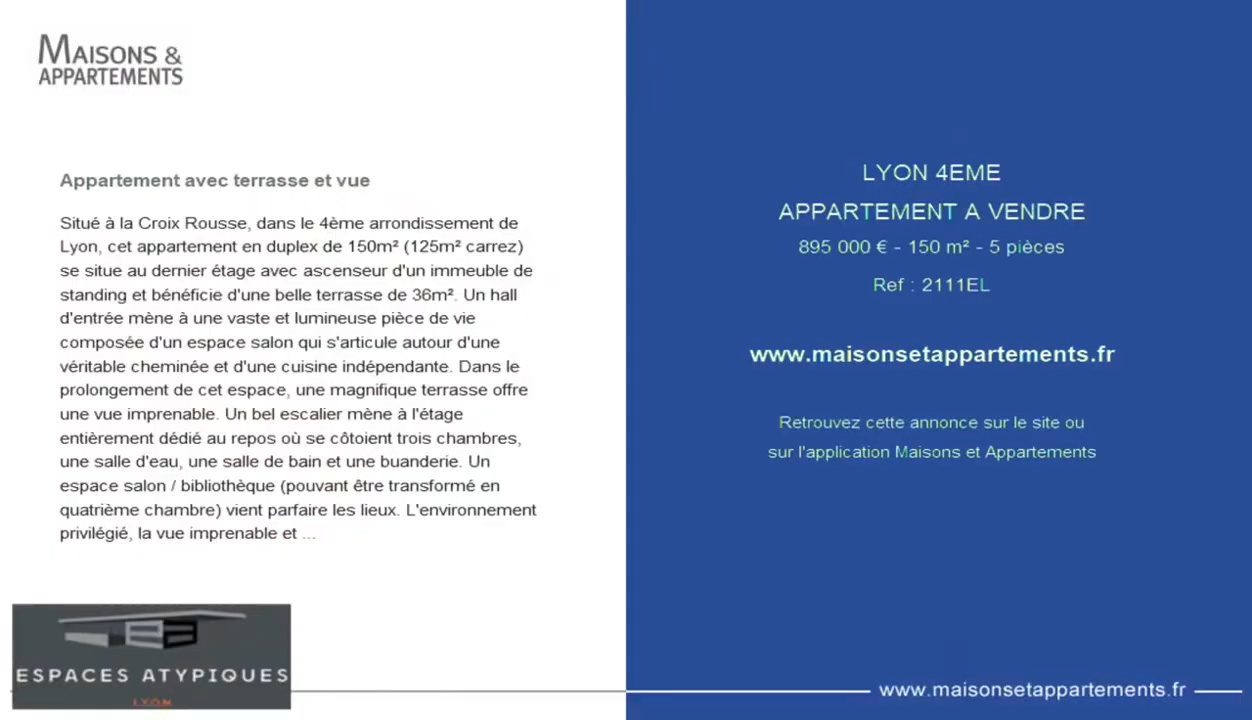 MAISONS &
APPARTEMENTS
Appartement avec terrasse et vue
Situé à la Croix Rousse, dans le 4ème arrondissement de
Lyon, cet appartement en duplex de 150m² (125m² carrez)
se situe au dernier étage avec ascenseur d'un immeuble de
standing et bénéficie d'une belle terrasse de 36m². Un hall
d'entrée mène à une vaste et lumineuse pièce de vie
composée d'un espace salon qui s'articule autour d'une
véritable cheminée et d'une cuisine indépendante. Dans le
prolongement de cet espace, une magnifique terrasse offre
une vue imprenable. Un bel escalier mène à l'étage
entièrement dédié au repos où se côtoient trois chambres,
une salle d'eau, une salle de bain et une buanderie. Un
espace salon / bibliothèque (pouvant être transformé en
quatrième chambre) vient parfaire les lieux. L'environnement
privilégié, la vue imprenable et ...
ESPACES ATYPIQUES
LYON
LYON 4EME
APPARTEMENT A VENDRE
895 000 € - 150 m² - 5 pièces
Ref : 2111EL
www.maisonsetappartements.fr
Retrouvez cette annonce sur le site ou
sur l'application Maisons et Appartements
www.maisonsetappartements.fr